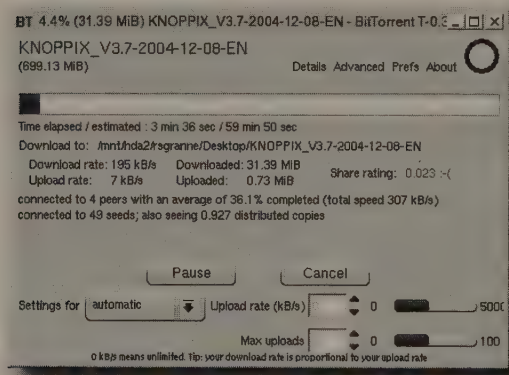 BT 4.4% (31.39 MiB) KNOPPIX_V3.7-2004-12-08-EN - BitTorrent T-0.3
KNOPPIX_V3.7-2004-12-08-EN
(699.13 MiB)
Details Advanced Prefs About
Time elapsed / estimated : 3 min 36 sec / 59 min 50 sec
Download to: /mnt/hda2/rsgranne/Desktop/KNOPPIX_V3.7-2004-12-08-EN
Download rate: 195 kB/s Downloaded: 31.39 MiB
Upload rate: 7 kB/s Uploaded: 0.73 MiB
Share rating: 0.023 :-(
connected to 4 peers with an average of 36.1% completed (total speed 307 kB/s)
connected to 49 seeds; also seeing 0.927 distributed copies
Pause Cancel
Settings for automatic Upload rate (kB/s) 0 5000
Max uploads 0 100
0 kB/s means unlimited. Tip: your download rate is proportional to your upload rate